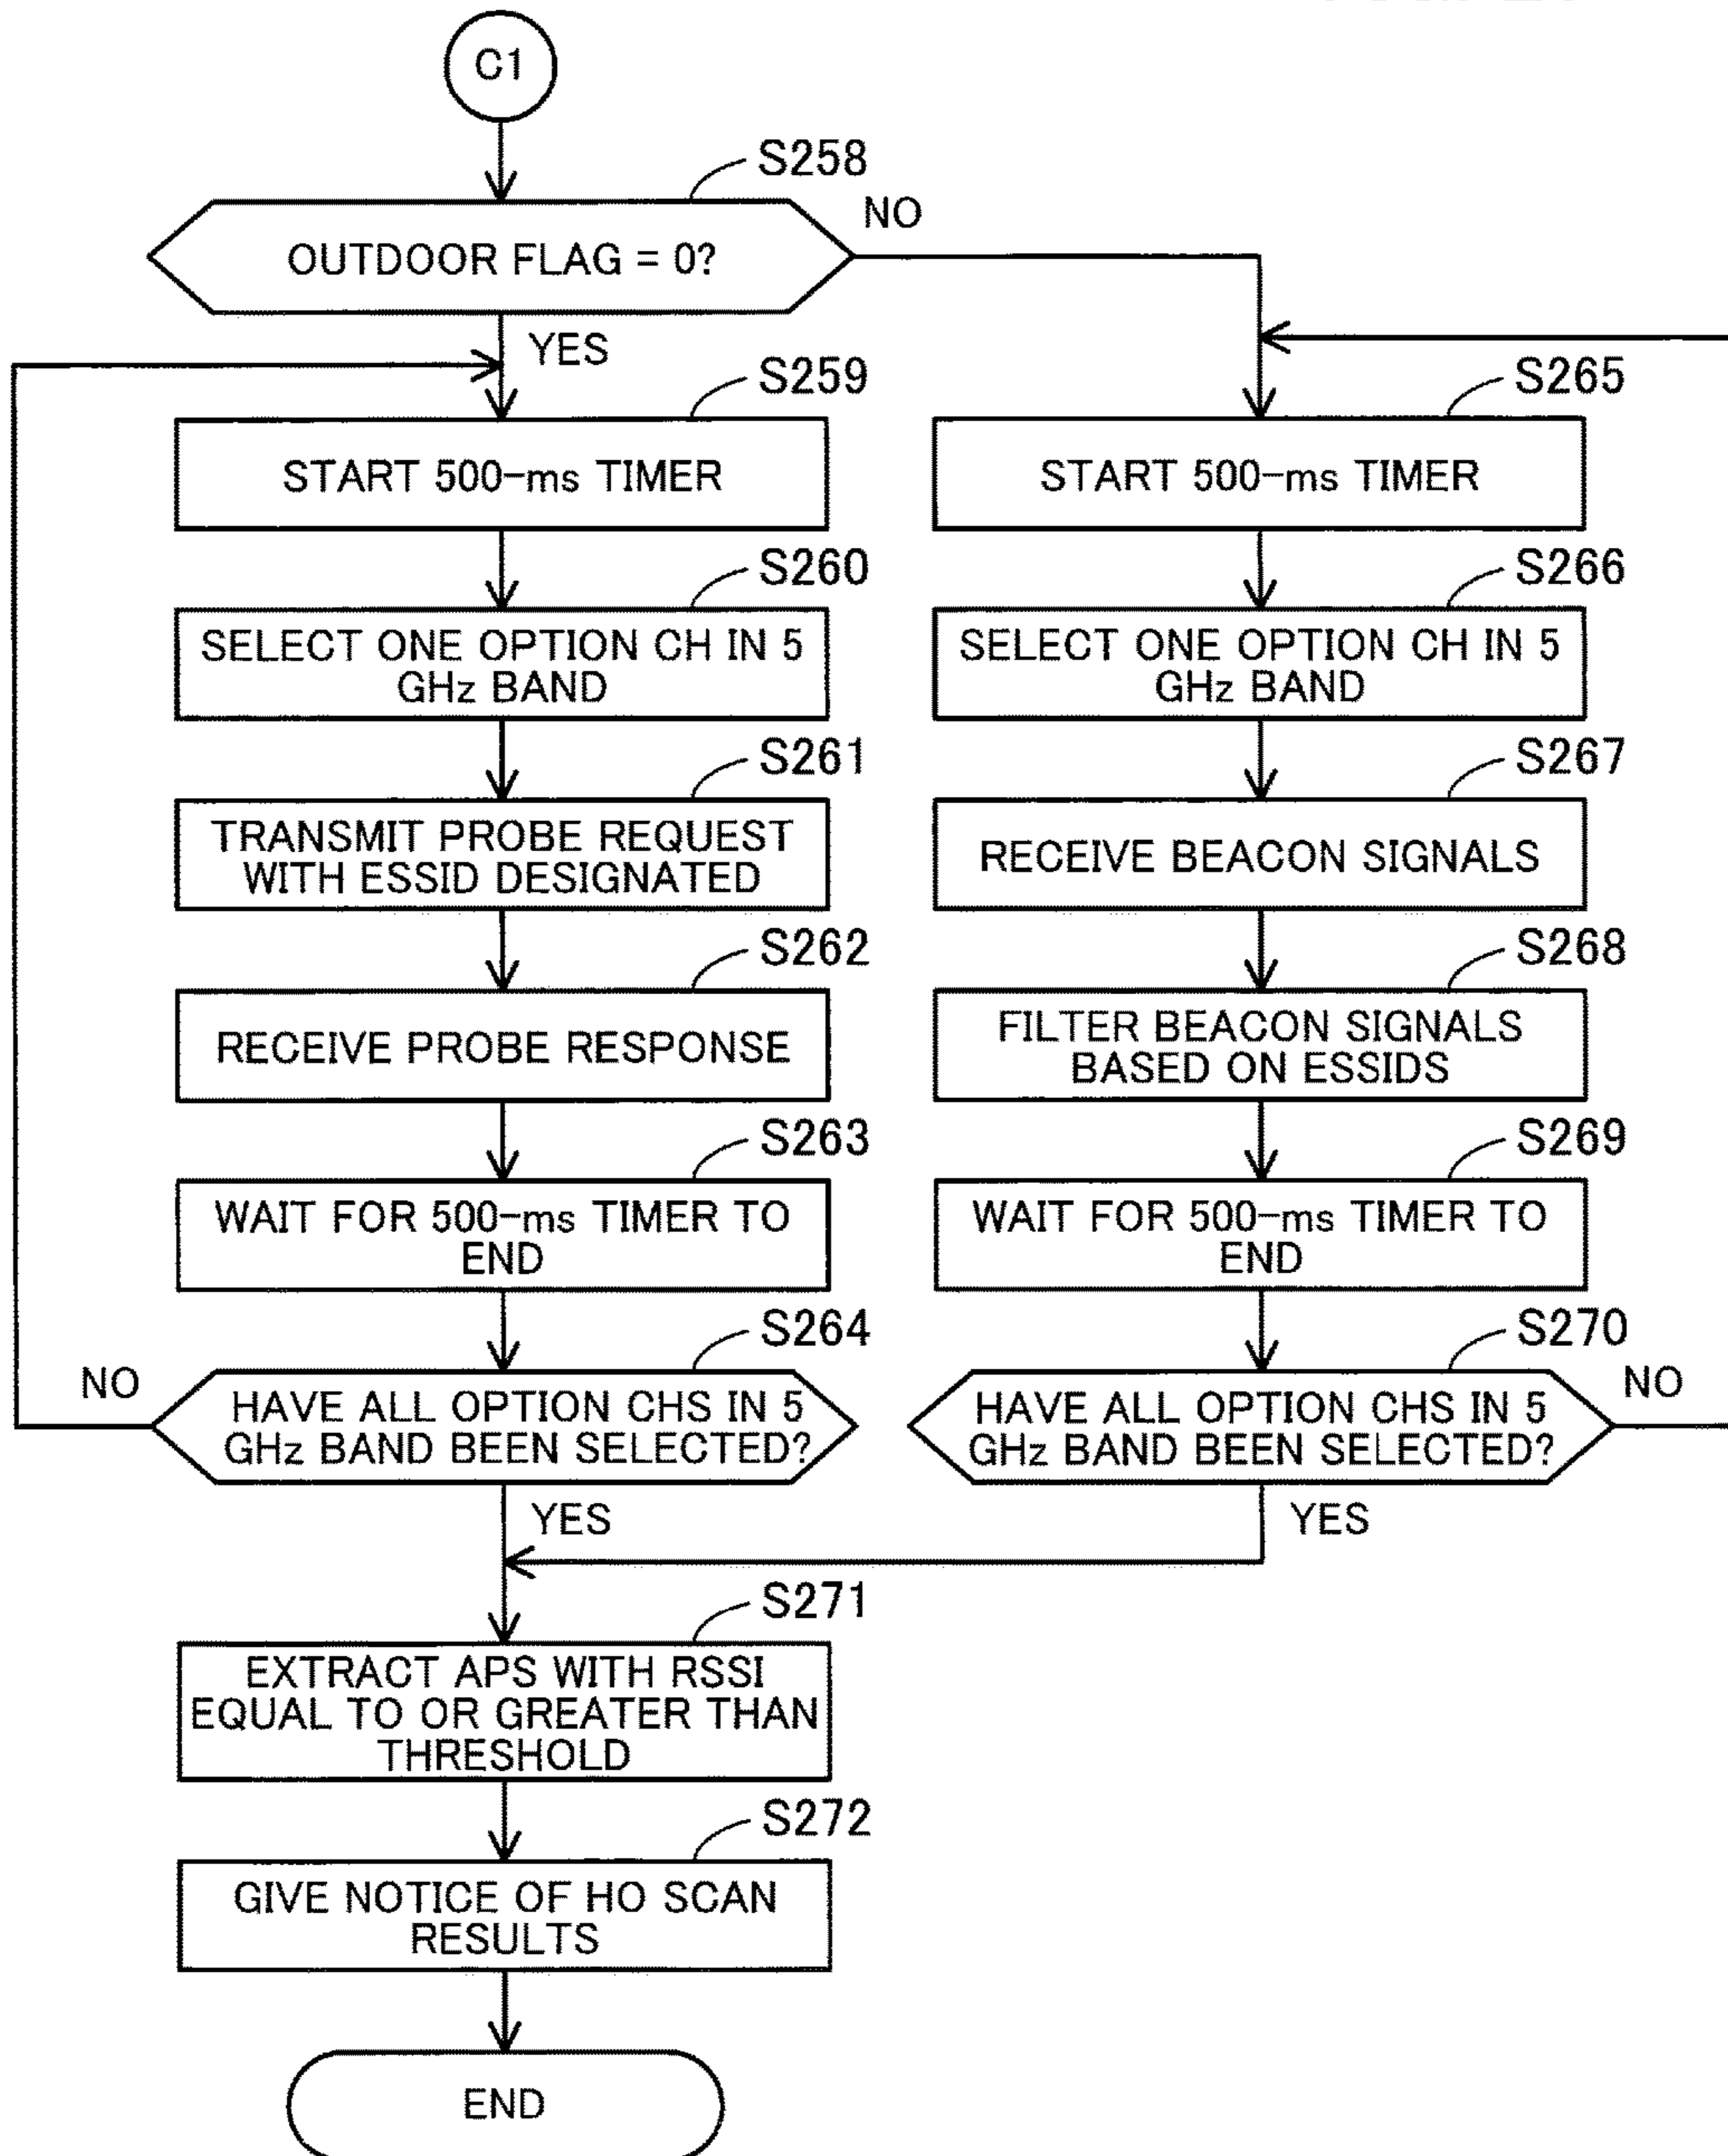 C1
S258
OUTDOOR FLAG = 0?
NO
YES
S259
START 500-ms TIMER
S260
SELECT ONE OPTION CH IN 5
GHz BAND
S261
TRANSMIT PROBE REQUEST
WITH ESSID DESIGNATED
S262
RECEIVE PROBE RESPONSE
S263
WAIT FOR 500-ms TIMER TO
END
S264
NO
HAVE ALL OPTION CHS IN 5
GHz BAND BEEN SELECTED?
YES
S265
START 500-ms TIMER
S266
SELECT ONE OPTION CH IN 5
GHz BAND
S267
RECEIVE BEACON SIGNALS
S268
FILTER BEACON SIGNALS
BASED ON ESSIDS
S269
WAIT FOR 500-ms TIMER TO
END
S270
NO
HAVE ALL OPTION CHS IN 5
GHz BAND BEEN SELECTED?
YES
S271
EXTRACT APS WITH RSSI
EQUAL TO OR GREATER THAN
THRESHOLD
S272
GIVE NOTICE OF HO SCAN
RESULTS
END